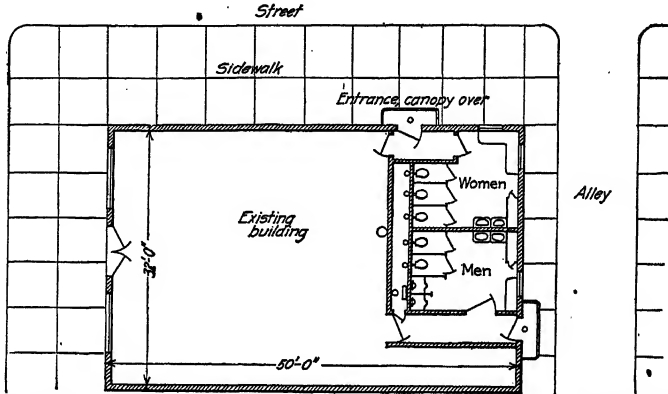 Street
Sidewalk
Entrance, canopy over
Women
Alley
Existing
building
32'-0"
Men
50'-0"